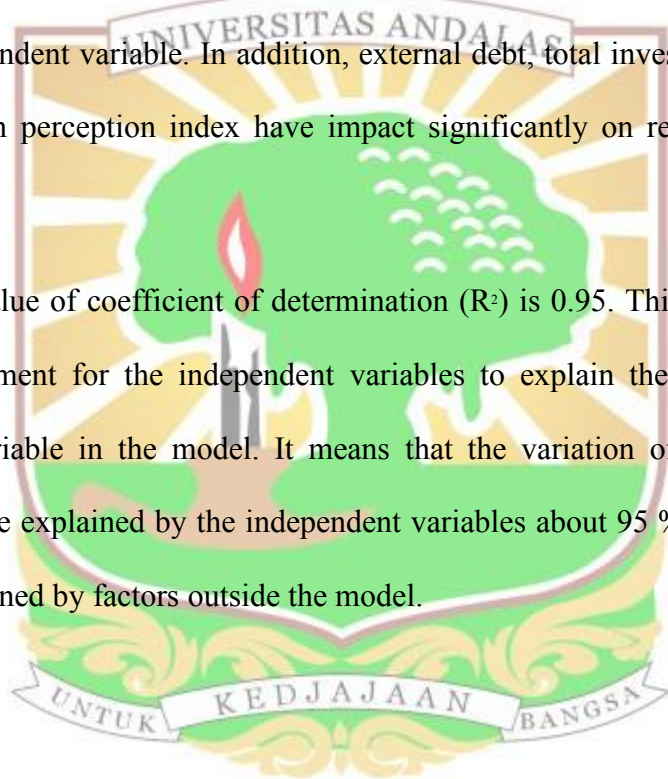 UNIVERSITAS ANDALAS
ndent variable. In addition, external debt, total inves
n perception index have impact significantly on re
alue of coefficient of determination (R²) is 0.95. Thi
ment for the independent variables to explain the
riable in the model. It means that the variation o
e explained by the independent variables about 95 %
ned by factors outside the model.
UNTUK KEDJAJAAN BANGSA